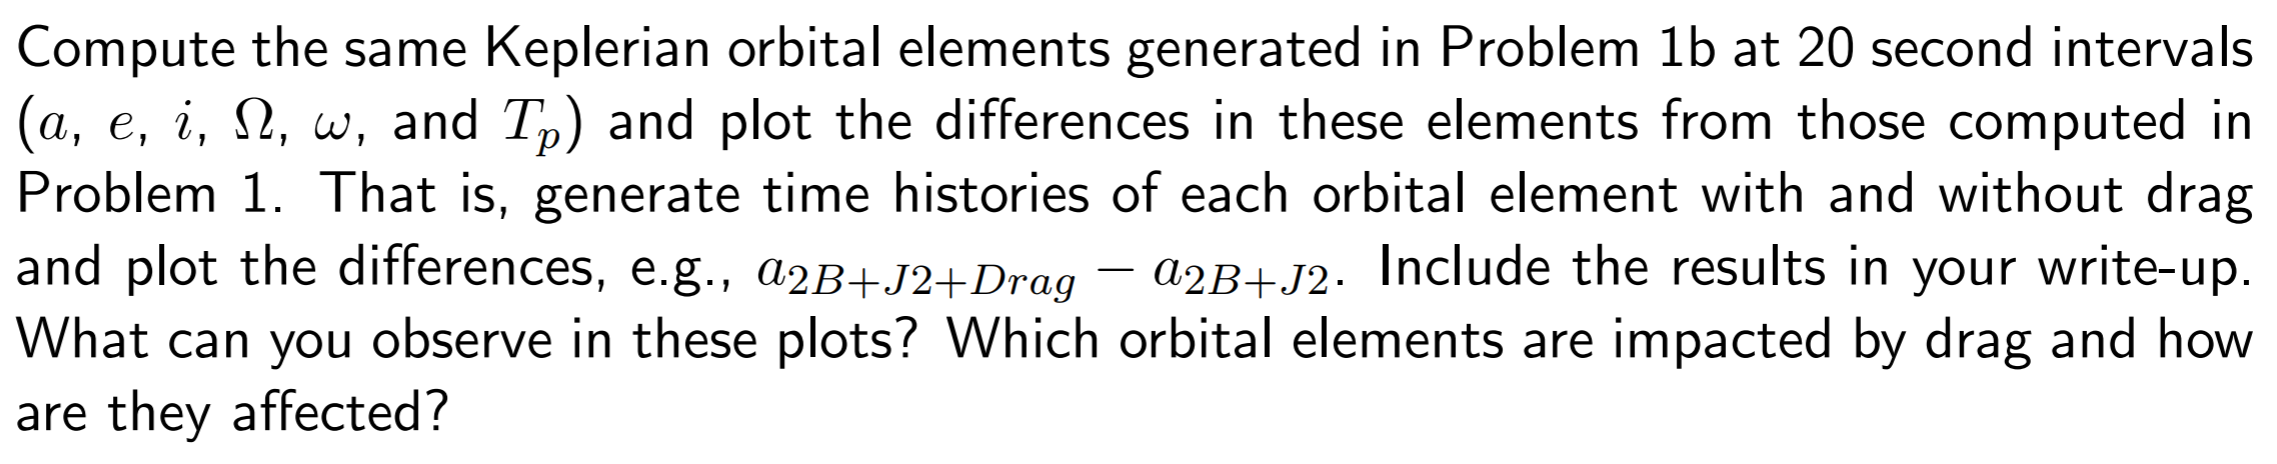 Compute the same Keplerian orbital elements generated in Problem 1b at 20 second intervals
(a, e, i, Ω, ω, and T_p) and plot the differences in these elements from those computed in
Problem 1. That is, generate time histories of each orbital element with and without drag
and plot the differences, e.g., a_{2B+J2+Drag} − a_{2B+J2}. Include the results in your write-up.
What can you observe in these plots? Which orbital elements are impacted by drag and how
are they affected?